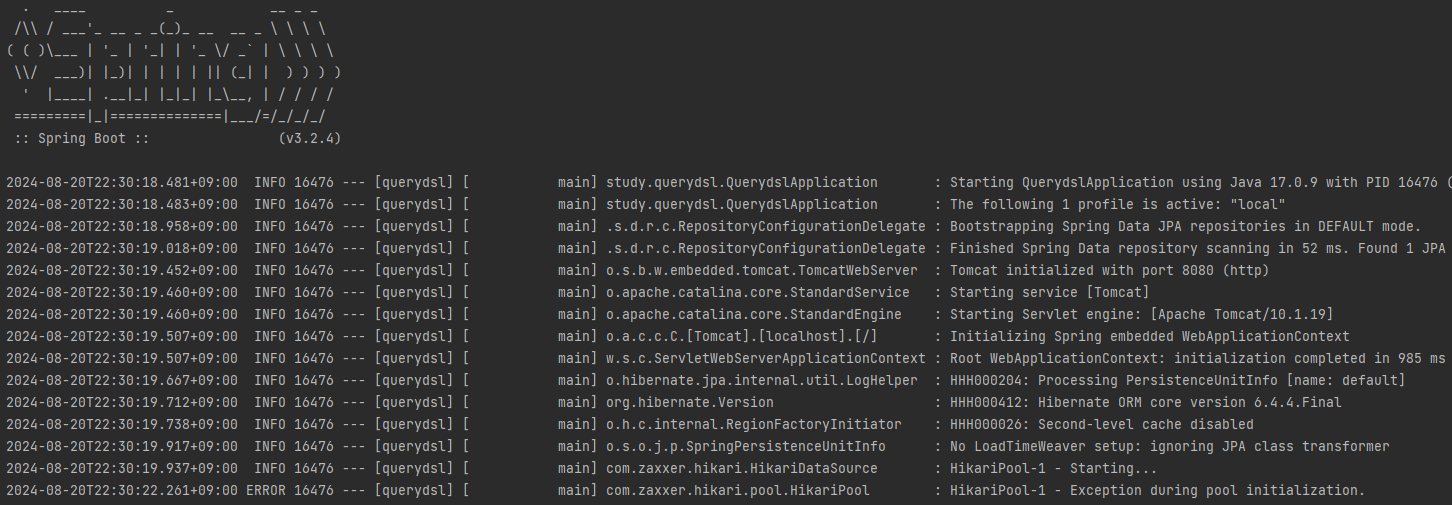 .   ____          _            __ _ _
 /\\ / ___'_ __ _ _(_)_ __  __ _ \ \ \ \
( ( )\___ | '_ | '_| | '_ \/ _` | \ \ \ \
 \\/  ___)| |_)| | | | | || (_| |  ) ) ) )
  '  |____| .__|_| |_|_| |_\__, | / / / /
 =========|_|==============|___/=/_/_/_/
 :: Spring Boot ::                (v3.2.4)
2024-08-20T22:30:18.481+09:00  INFO 16476 --- [querydsl] [           main] study.querydsl.QuerydslApplication       : Starting QuerydslApplication using Java 17.0.9 with PID 16476 (
2024-08-20T22:30:18.483+09:00  INFO 16476 --- [querydsl] [           main] study.querydsl.QuerydslApplication       : The following 1 profile is active: "local"
2024-08-20T22:30:18.958+09:00  INFO 16476 --- [querydsl] [           main] .s.d.r.c.RepositoryConfigurationDelegate : Bootstrapping Spring Data JPA repositories in DEFAULT mode.
2024-08-20T22:30:19.018+09:00  INFO 16476 --- [querydsl] [           main] .s.d.r.c.RepositoryConfigurationDelegate : Finished Spring Data repository scanning in 52 ms. Found 1 JPA
2024-08-20T22:30:19.452+09:00  INFO 16476 --- [querydsl] [           main] o.s.b.w.embedded.tomcat.TomcatWebServer  : Tomcat initialized with port 8080 (http)
2024-08-20T22:30:19.460+09:00  INFO 16476 --- [querydsl] [           main] o.apache.catalina.core.StandardService   : Starting service [Tomcat]
2024-08-20T22:30:19.460+09:00  INFO 16476 --- [querydsl] [           main] o.apache.catalina.core.StandardEngine    : Starting Servlet engine: [Apache Tomcat/10.1.19]
2024-08-20T22:30:19.507+09:00  INFO 16476 --- [querydsl] [           main] o.a.c.c.C.[Tomcat].[localhost].[/]       : Initializing Spring embedded WebApplicationContext
2024-08-20T22:30:19.507+09:00  INFO 16476 --- [querydsl] [           main] w.s.c.ServletWebServerApplicationContext : Root WebApplicationContext: initialization completed in 985 ms
2024-08-20T22:30:19.667+09:00  INFO 16476 --- [querydsl] [           main] o.hibernate.jpa.internal.util.LogHelper  : HHH000204: Processing PersistenceUnitInfo [name: default]
2024-08-20T22:30:19.712+09:00  INFO 16476 --- [querydsl] [           main] org.hibernate.Version                    : HHH000412: Hibernate ORM core version 6.4.4.Final
2024-08-20T22:30:19.738+09:00  INFO 16476 --- [querydsl] [           main] o.h.c.internal.RegionFactoryInitiator    : HHH000026: Second-level cache disabled
2024-08-20T22:30:19.917+09:00  INFO 16476 --- [querydsl] [           main] o.s.o.j.p.SpringPersistenceUnitInfo      : No LoadTimeWeaver setup: ignoring JPA class transformer
2024-08-20T22:30:19.937+09:00  INFO 16476 --- [querydsl] [           main] com.zaxxer.hikari.HikariDataSource       : HikariPool-1 - Starting...
2024-08-20T22:30:22.261+09:00 ERROR 16476 --- [querydsl] [           main] com.zaxxer.hikari.pool.HikariPool        : HikariPool-1 - Exception during pool initialization.